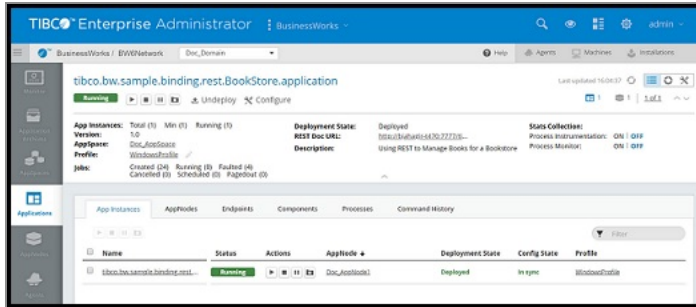 TIBCO Enterprise Administrator BusinessWorks admin
BusinessWorks / BW6Network Doc_Domain Help Agents Machines Installations
tibco.bw.sample.binding.rest.BookStore.application Last updated 16:04:37
Running Undeploy Configure 1 1 1 of 1
App Instances: Total (1) Min (1) Running (1) Deployment State: Deployed Stats Collection:
Version: 1.0 REST Doc URL: Process Instrumentation: ON | OFF
AppSpace: Doc_AppSpace Description: Using REST to Manage Books for a Bookstore Process Monitor: ON | OFF
Profile: WindowsProfile
Jobs: Created (24) Running (0) Faulted (4)
Cancelled (0) Scheduled (0) Pagedout (0)
Applications
App Instances AppNodes Endpoints Components Processes Command History
Filter
Name Status Actions AppNode Deployment State Config State Profile
tibco.bw.sample.binding.rest.... Running Doc_AppNode1 Deployed In sync WindowsProfile
Agents